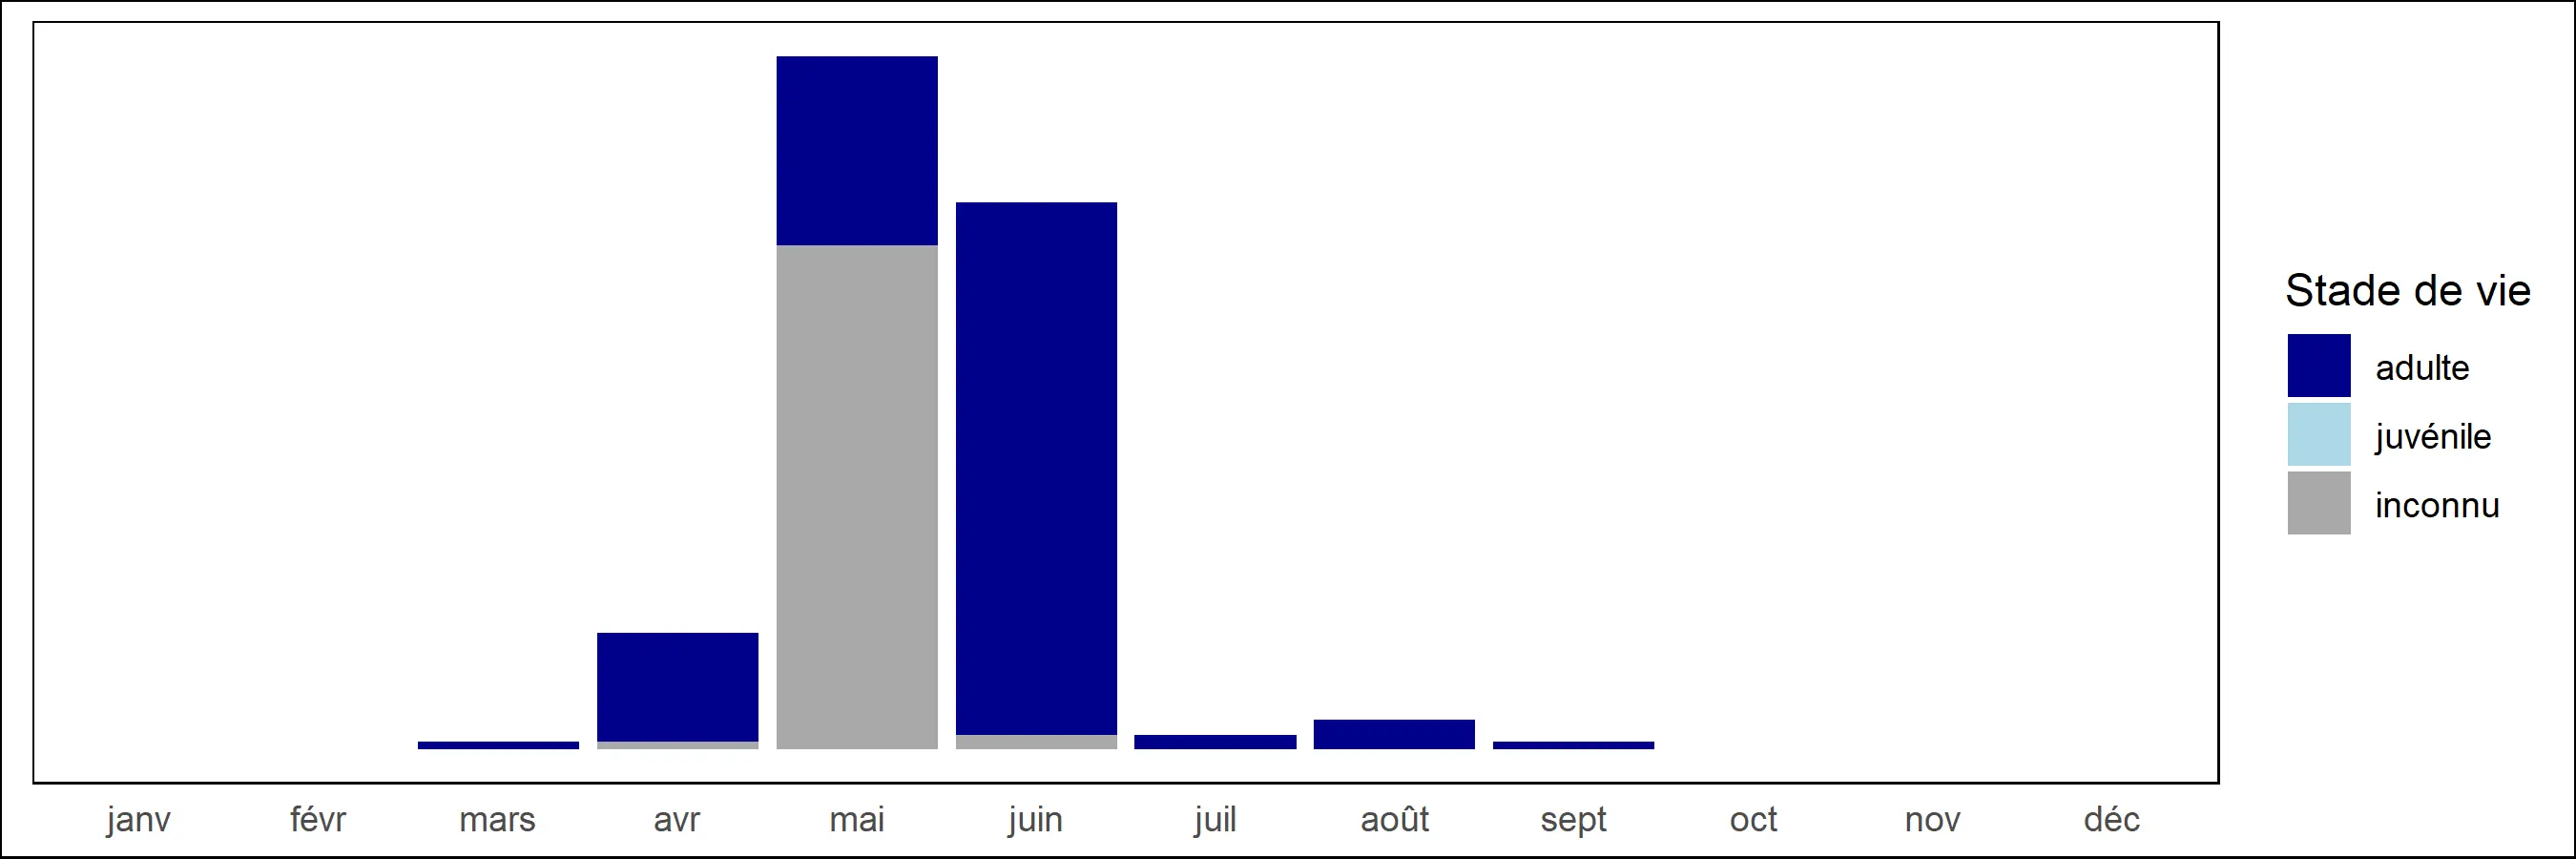 Stade de vie
adulte
juvénile
inconnu
janv févr mars avr mai juin juil août sept oct nov déc